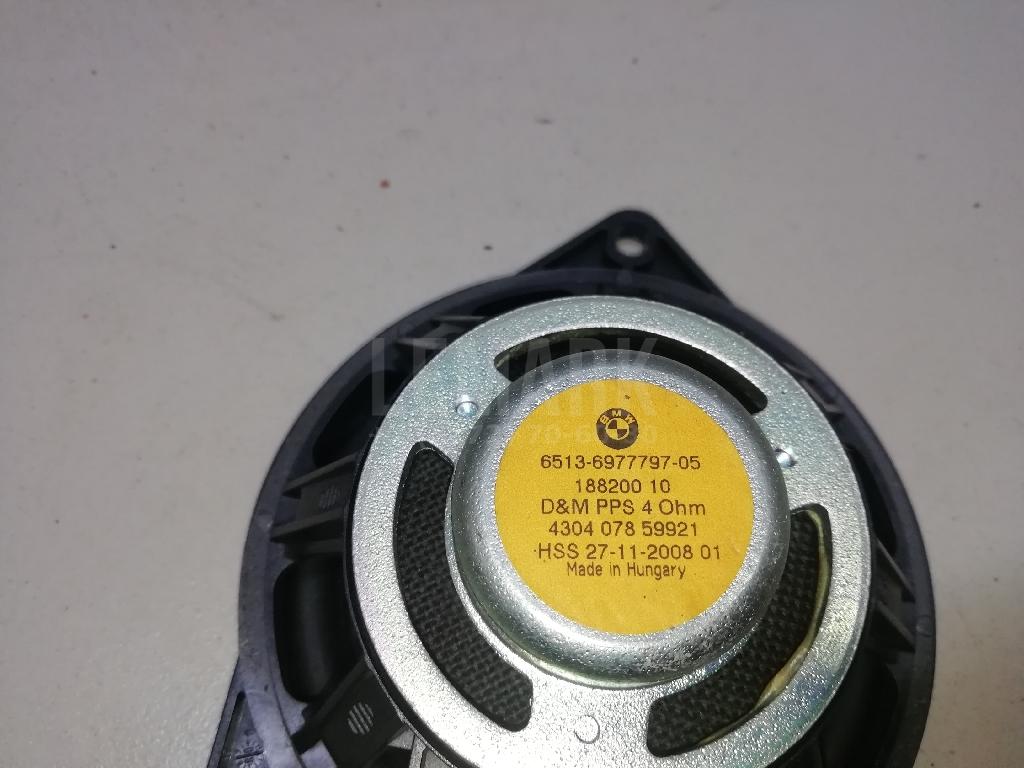 BMW
6513-6977797-05
188200 10
D&M PPS 4 Ohm
4304 078 59921
HSS 27-11-2008 01
Made in Hungary